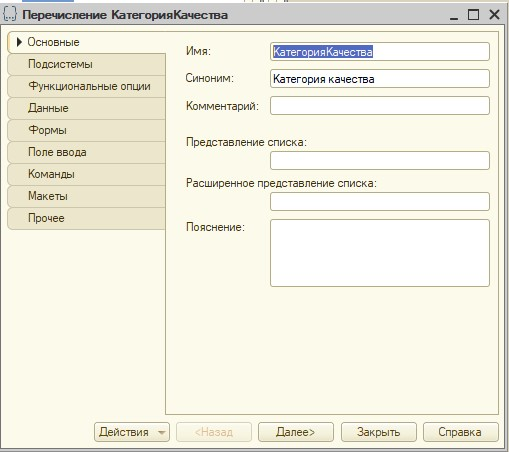 Перечисление КатегорияКачества
Основные
Подсистемы
Функциональные опции
Данные
Формы
Поле ввода
Команды
Макеты
Прочее
Имя: КатегорияКачества
Синоним: Категория качества
Комментарий:
Представление списка:
Расширенное представление списка:
Пояснение:
Действия <Назад Далее> Закрыть Справка